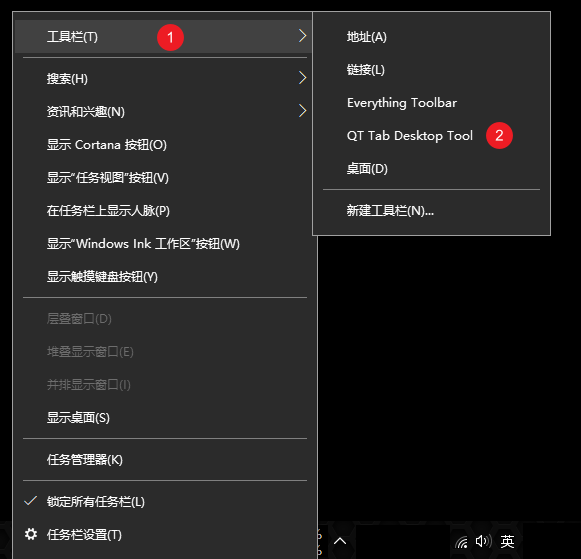 工具栏(T) 1
搜索(H)
资讯和兴趣(N)
显示 Cortana 按钮(O)
显示“任务视图”按钮(V)
在任务栏上显示人脉(P)
显示“Windows Ink 工作区”按钮(W)
显示触摸键盘按钮(Y)
层叠窗口(D)
堆叠显示窗口(E)
并排显示窗口(I)
显示桌面(S)
任务管理器(K)
锁定所有任务栏(L)
任务栏设置(T)
地址(A)
链接(L)
Everything Toolbar
QT Tab Desktop Tool 2
桌面(D)
新建工具栏(N)...
英